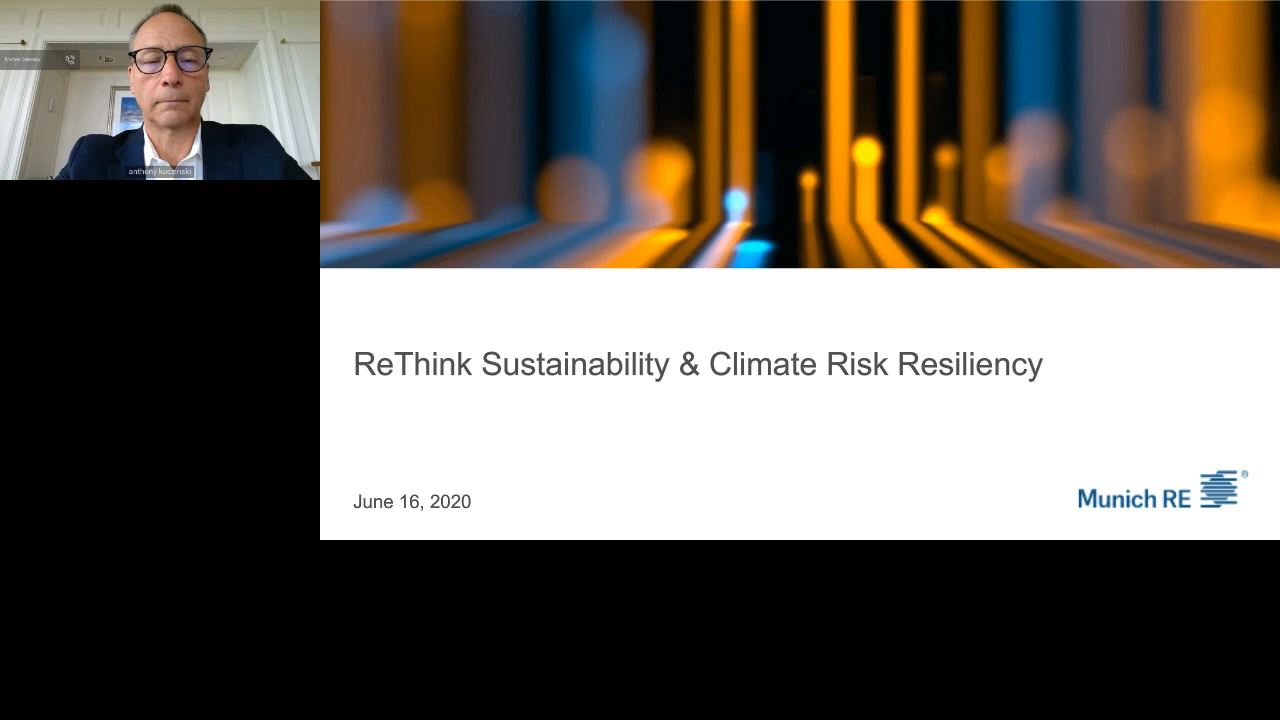 anthony kuczinski
ReThink Sustainability & Climate Risk Resiliency
June 16, 2020
Munich RE